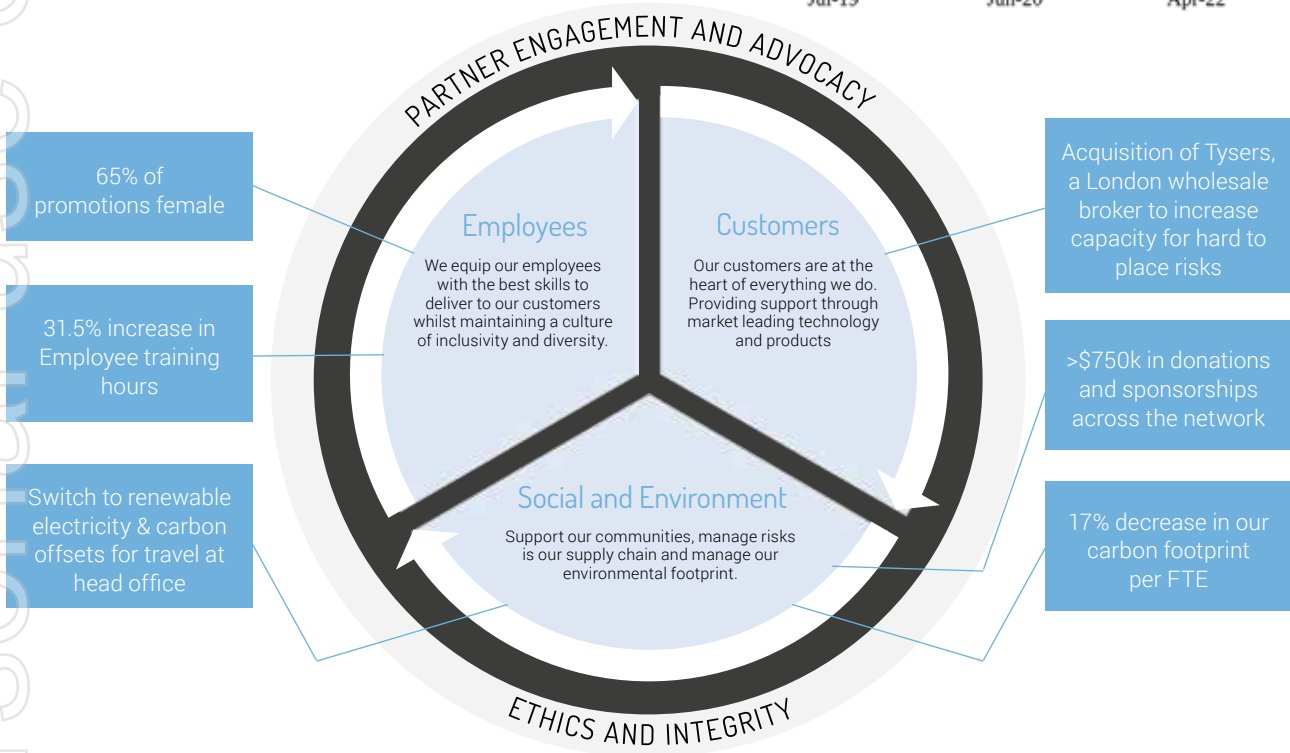 Jul-19 Jun-20 Apr-22
PARTNER ENGAGEMENT AND ADVOCACY
65% of
promotions female
31.5% increase in
Employee training
hours
Switch to renewable
electricity & carbon
offsets for travel at
head office
Employees
We equip our employees
with the best skills to
deliver to our customers
whilst maintaining a culture
of inclusivity and diversity.
Customers
Our customers are at the
heart of everything we do.
Providing support through
market leading technology
and products
Social and Environment
Support our communities, manage risks
is our supply chain and manage our
environmental footprint.
Acquisition of Tysers,
a London wholesale
broker to increase
capacity for hard to
place risks
>$750k in donations
and sponsorships
across the network
17% decrease in our
carbon footprint
per FTE
ETHICS AND INTEGRITY